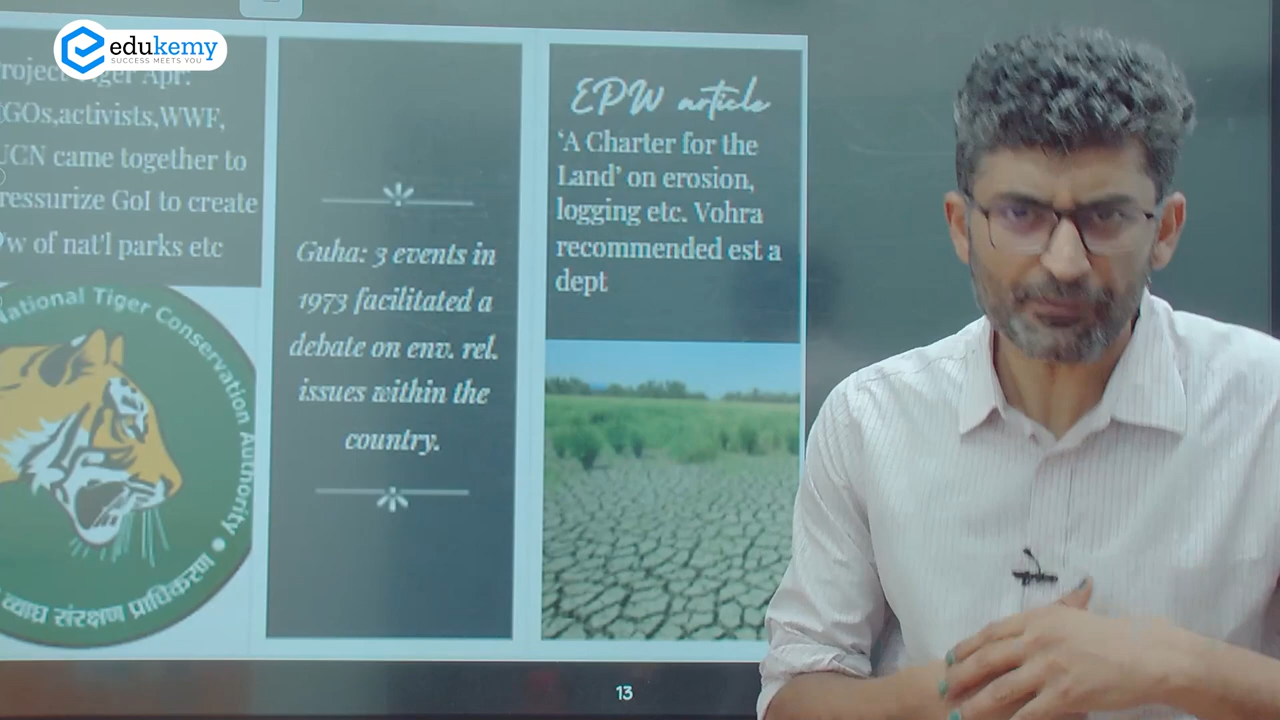 edukemy
SUCCESS MEETS YOU
roject Tiger Apr:
GOs,activists,WWF,
UCN came together to
ressurize GoI to create
n/w of nat'l parks etc
National Tiger Conservation Authority
व्याघ्र संरक्षण प्राधिकरण
Guha: 3 events in
1973 facilitated a
debate on env. rel.
issues within the
country.
EPW article
‘A Charter for the
Land’ on erosion,
logging etc. Vohra
recommended est a
dept
13